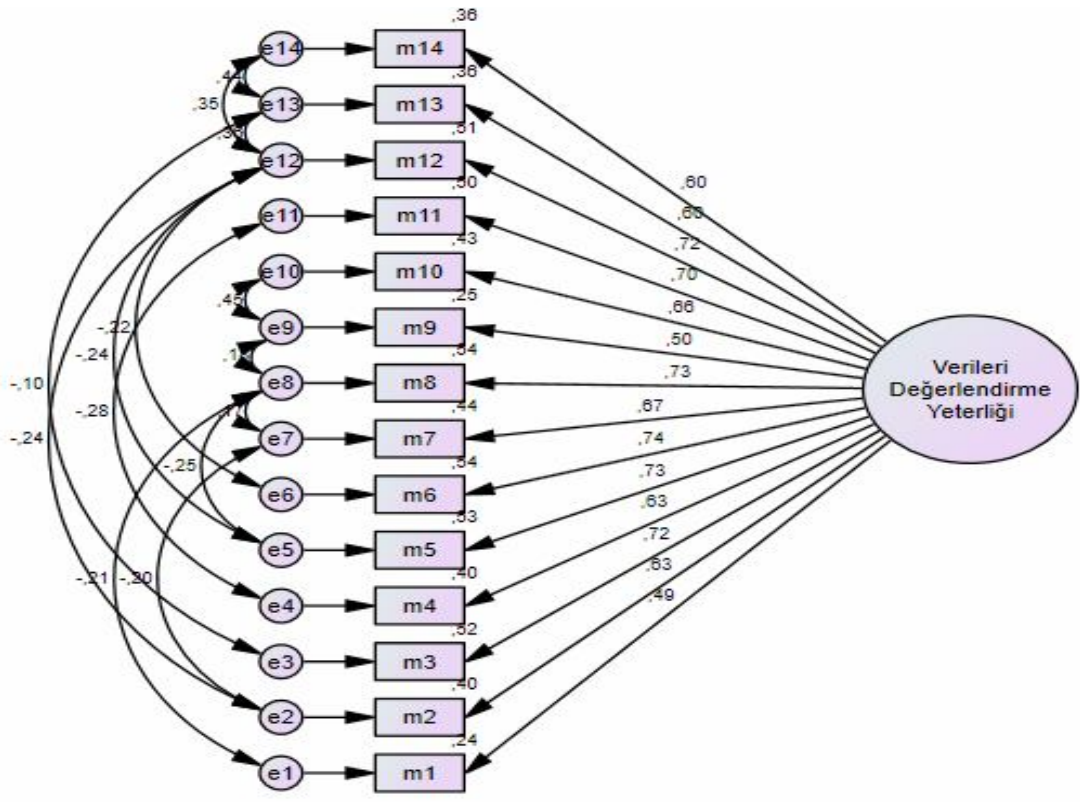 ,36
e14
m14
,36
,35
e13
m13
,51
e12
m12
,50
,60
e11
m11
,43
,60
,72
e10
m10
,25
,70
,45
e9
m9
,54
,66
-,22
,50
-,24
e8
m8
,44
,73
-,10
-,28
e7
m7
,54
,67
-,24
-,25
e6
m6
,53
,74
e5
m5
,40
,73
-,21
-,20
e4
m4
,52
,63
e3
m3
,40
,72
e2
m2
,24
,63
e1
m1
,49
Verileri
Değerlendirme
Yeterliği